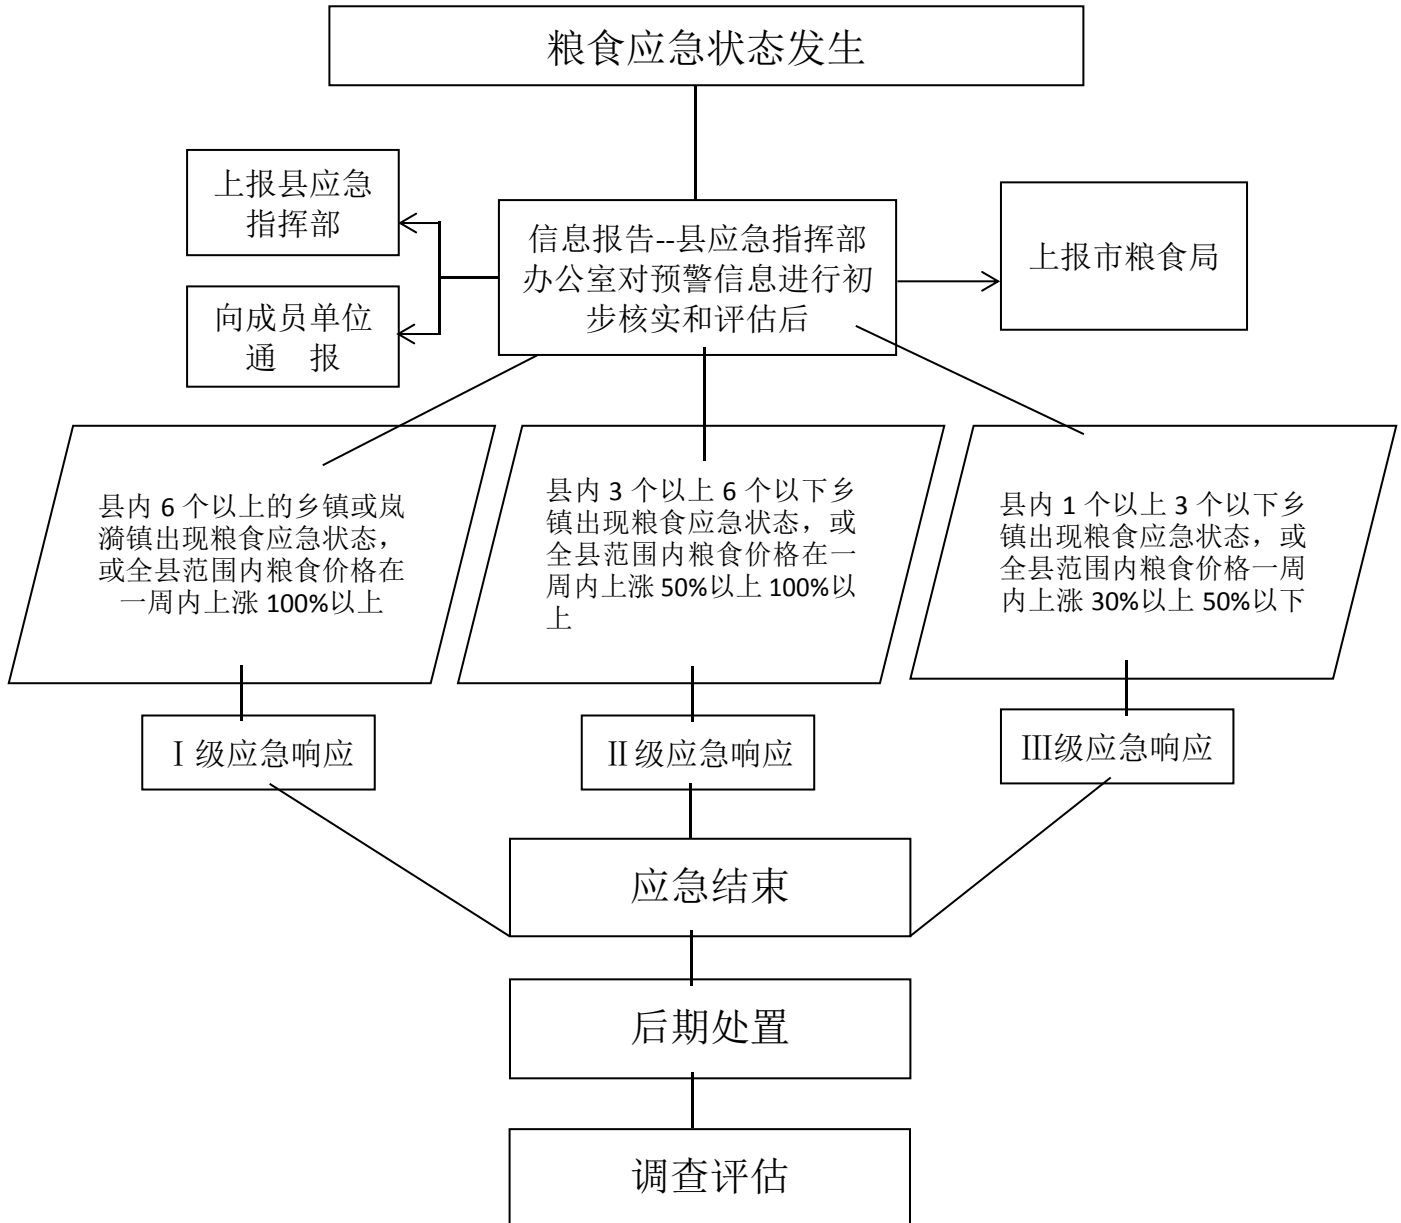 粮食应急状态发生
上报县应急
指挥部
信息报告--县应急指挥部
办公室对预警信息进行初
步核实和评估后
上报市粮食局
向成员单位
通 报
县内 6 个以上的乡镇或岚
漪镇出现粮食应急状态，
或全县范围内粮食价格在
一周内上涨 100%以上
县内 3 个以上 6 个以下乡
镇出现粮食应急状态，或
全县范围内粮食价格在一
周内上涨 50%以上 100%以
上
县内 1 个以上 3 个以下乡
镇出现粮食应急状态，或
全县范围内粮食价格一周
内上涨 30%以上 50%以下
Ⅰ级应急响应
Ⅱ级应急响应
Ⅲ级应急响应
应急结束
后期处置
调查评估